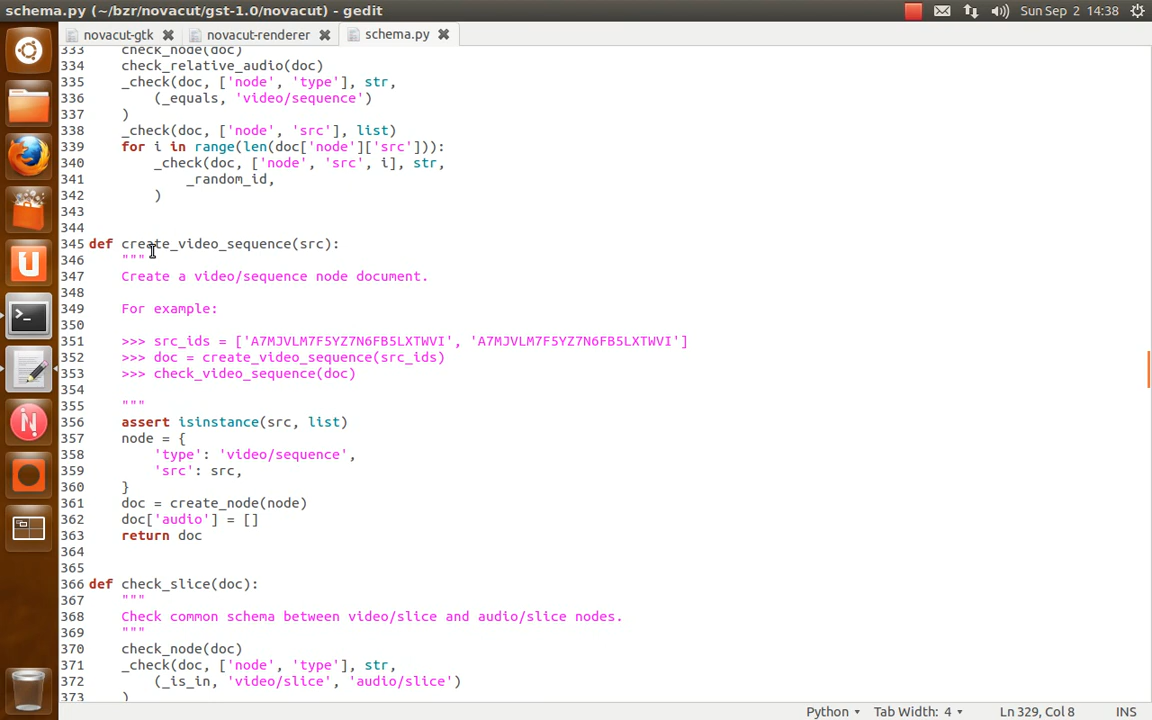 schema.py (~/bzr/novacut/gst-1.0/novacut) - gedit
Sun Sep 2 14:38
novacut-gtk
novacut-renderer
schema.py
333     check_node(doc)
334     check_relative_audio(doc)
335     _check(doc, ['node', 'type'], str,
336         (_equals, 'video/sequence')
337     )
338     _check(doc, ['node', 'src'], list)
339     for i in range(len(doc['node']['src'])):
340         _check(doc, ['node', 'src', i], str,
341             _random_id,
342         )
343
344
345 def create_video_sequence(src):
346     """
347     Create a video/sequence node document.
348
349     For example:
350
351     >>> src_ids = ['A7MJVLM7F5YZ7N6FB5LXTWVI', 'A7MJVLM7F5YZ7N6FB5LXTWVI']
352     >>> doc = create_video_sequence(src_ids)
353     >>> check_video_sequence(doc)
354
355     """
356     assert isinstance(src, list)
357     node = {
358         'type': 'video/sequence',
359         'src': src,
360     }
361     doc = create_node(node)
362     doc['audio'] = []
363     return doc
364
365
366 def check_slice(doc):
367     """
368     Check common schema between video/slice and audio/slice nodes.
369     """
370     check_node(doc)
371     _check(doc, ['node', 'type'], str,
372         (_is_in, 'video/slice', 'audio/slice')
373     )
Python
Tab Width: 4
Ln 329, Col 8
INS